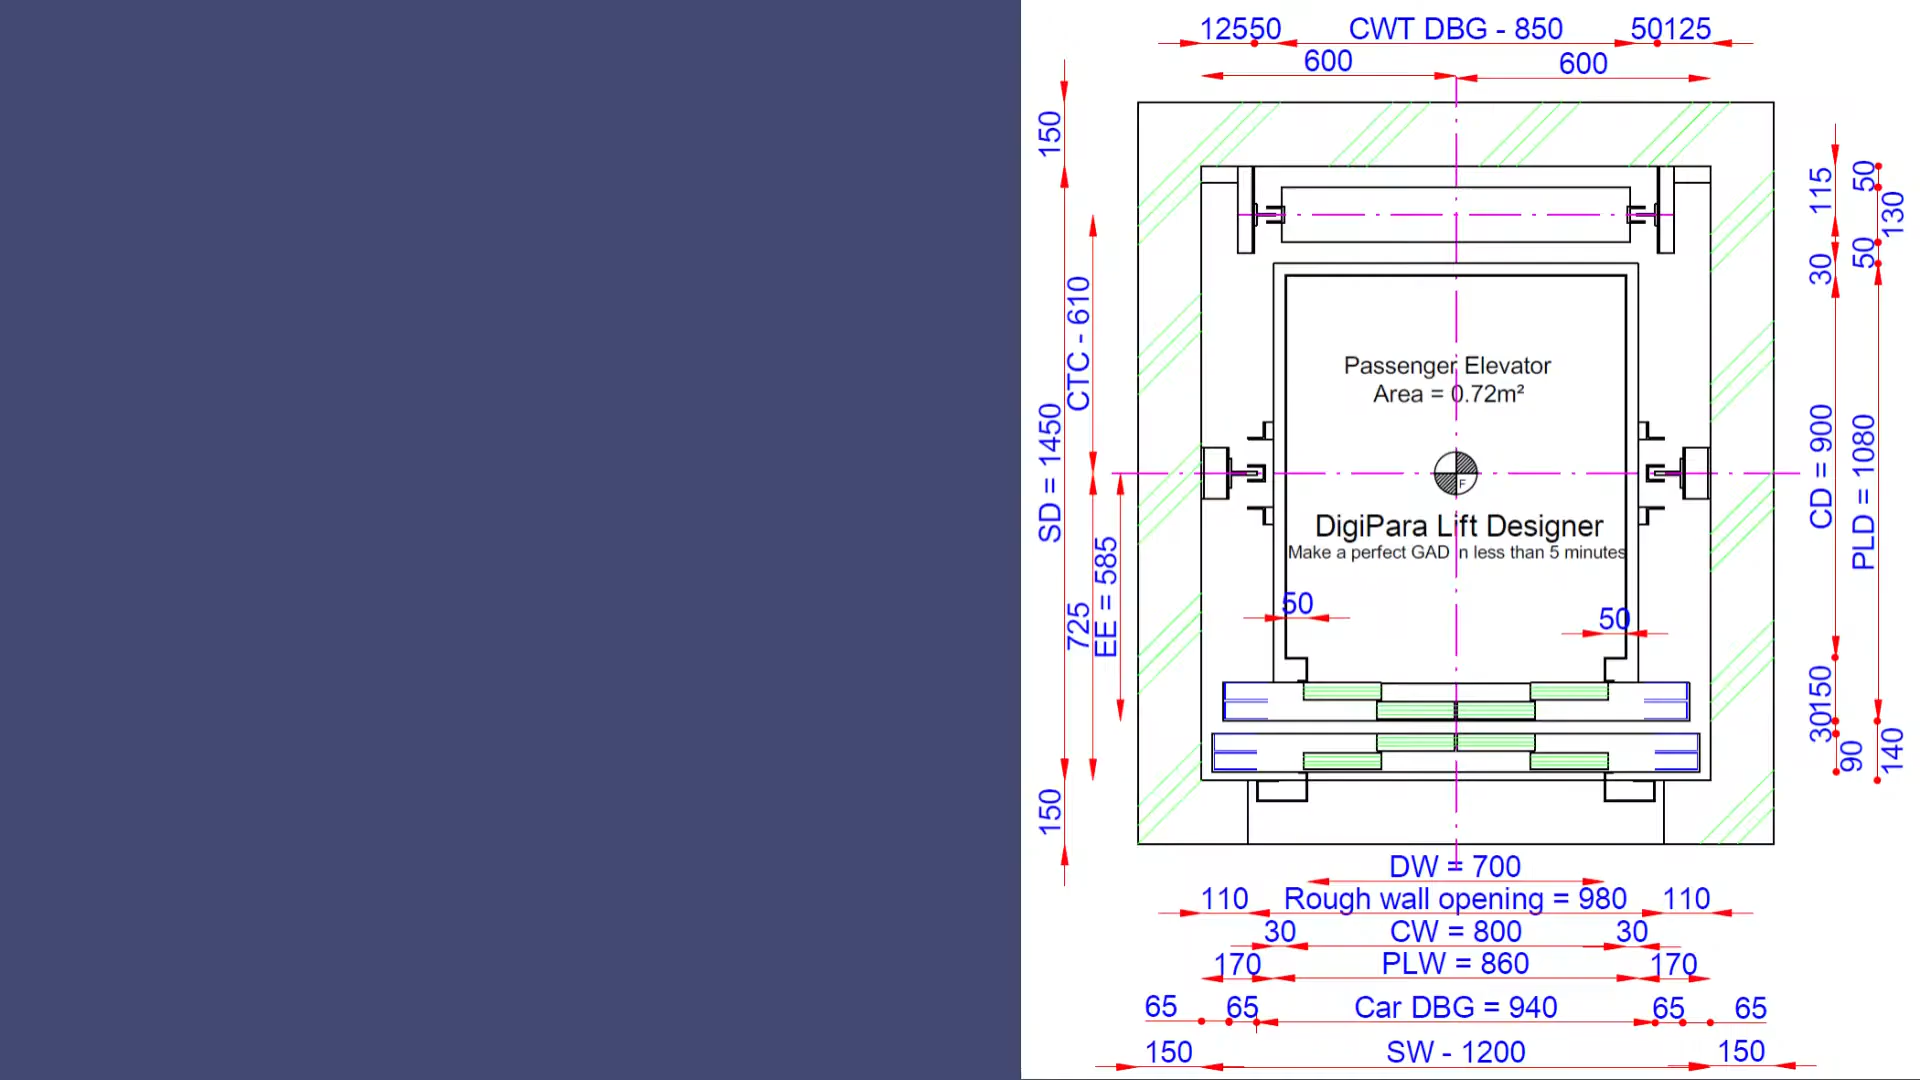 12550
CWT DBG - 850
50125
600
600
150
115
50
130
50
30
CTC - 610
SD = 1450
Passenger Elevator
Area = 0.72m²
F
CD = 900
PLD = 1080
DigiPara Lift Designer
Make a perfect GAD in less than 5 minutes
725
EE = 585
50
50
150
30
90
140
150
DW = 700
110
Rough wall opening = 980
110
30
CW = 800
30
170
PLW = 860
170
65
65
Car DBG = 940
65
65
150
SW - 1200
150